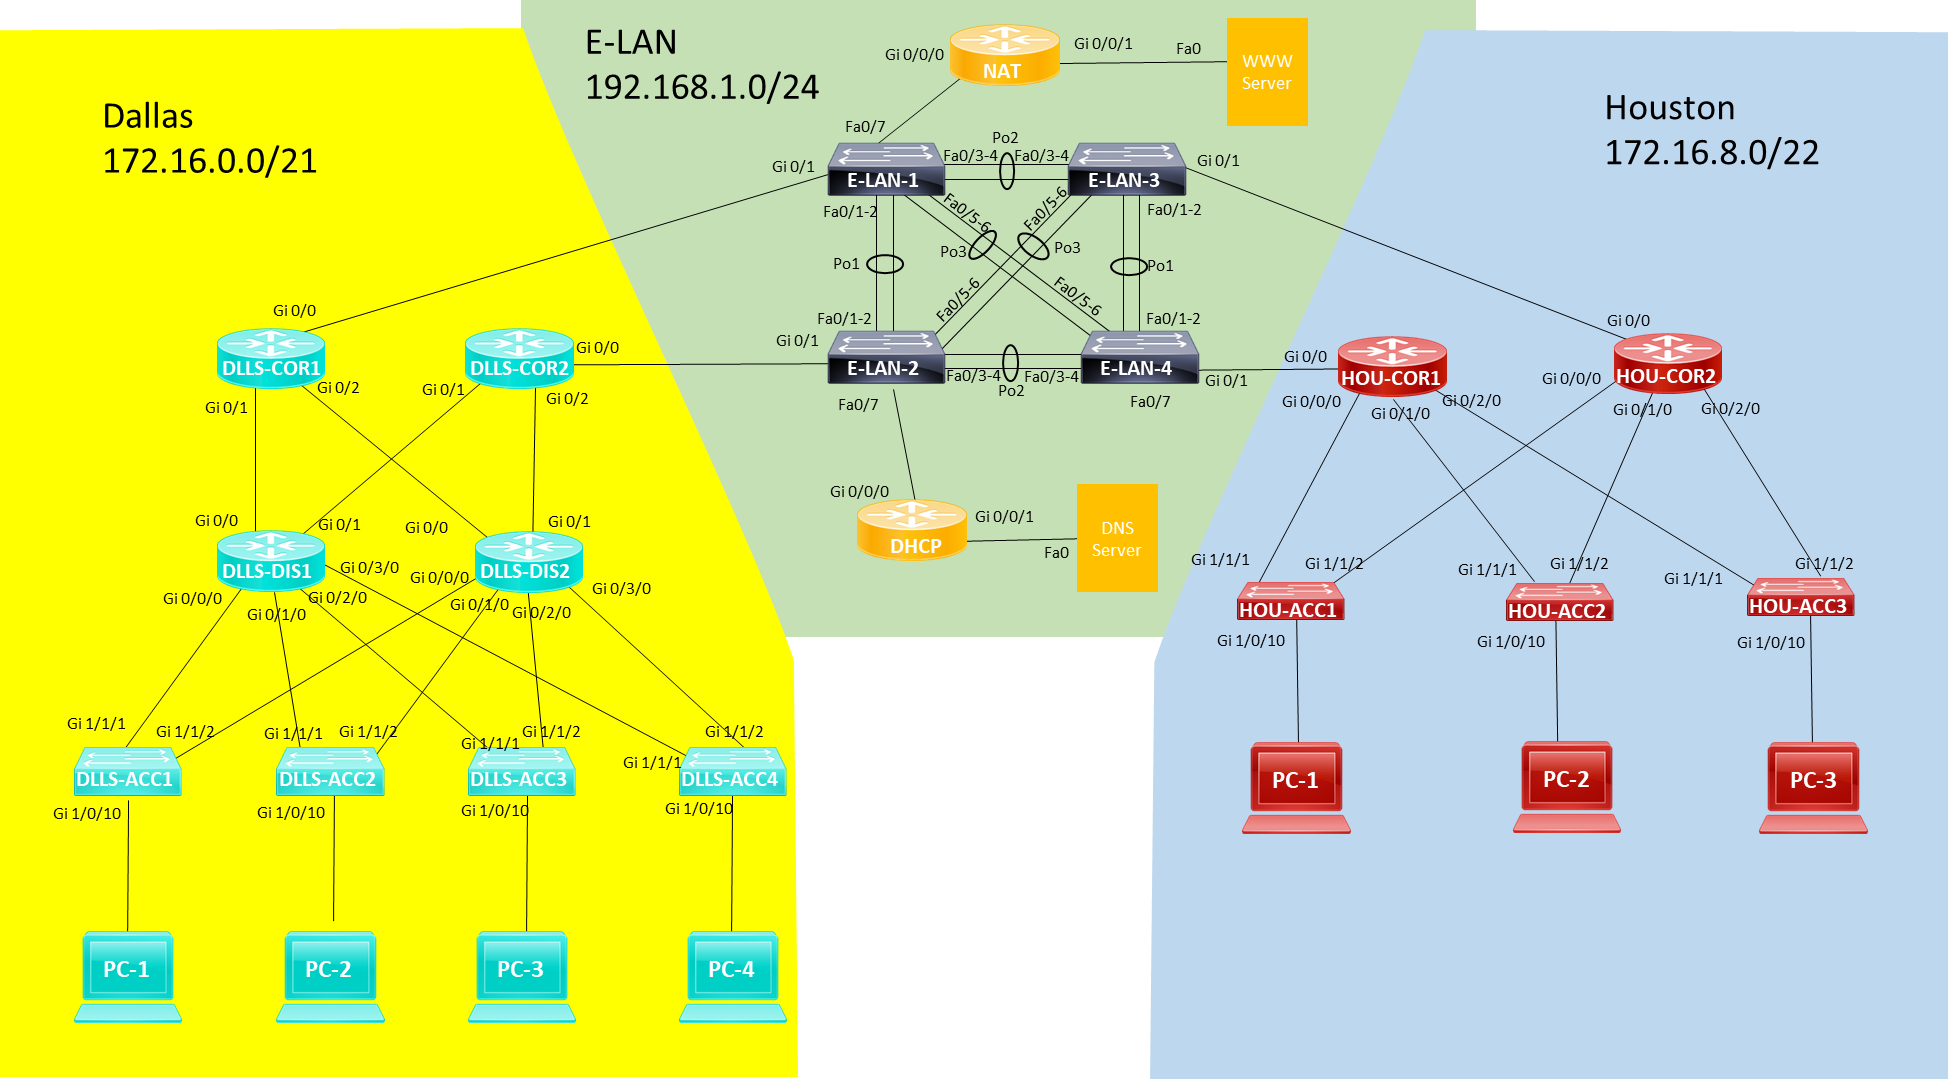 E-LAN
192.168.1.0/24
Dallas
172.16.0.0/21
Houston
172.16.8.0/22
Gi 0/0/0
NAT
Gi 0/0/1
Fa0
WWW
Server
Fa0/7
Po2
Gi 0/1
E-LAN-1
Fa0/3-4
Fa0/3-4
E-LAN-3
Gi 0/1
Fa0/1-2
Fa0/5-6
Fa0/5-6
Fa0/1-2
Po1
Po3
Po3
Po1
Fa0/5-6
Fa0/5-6
Fa0/1-2
Fa0/1-2
Gi 0/1
E-LAN-2
Fa0/3-4
Fa0/3-4
Po2
E-LAN-4
Gi 0/1
Fa0/7
Fa0/7
Gi 0/0/0
DHCP
Gi 0/0/1
Fa0
DNS
Server
Gi 0/0
DLLS-COR1
Gi 0/1
Gi 0/2
DLLS-COR2
Gi 0/0
Gi 0/1
Gi 0/2
Gi 0/0
Gi 0/1
Gi 0/0
Gi 0/1
DLLS-DIS1
DLLS-DIS2
Gi 0/0/0
Gi 0/1/0
Gi 0/2/0
Gi 0/3/0
Gi 0/0/0
Gi 0/1/0
Gi 0/2/0
Gi 0/3/0
Gi 1/1/1
Gi 1/1/2
Gi 1/1/1
Gi 1/1/2
Gi 1/1/1
Gi 1/1/2
Gi 1/1/1
Gi 1/1/2
DLLS-ACC1
DLLS-ACC2
DLLS-ACC3
DLLS-ACC4
Gi 1/0/10
Gi 1/0/10
Gi 1/0/10
Gi 1/0/10
PC-1
PC-2
PC-3
PC-4
Gi 0/0
HOU-COR1
Gi 0/0
HOU-COR2
Gi 0/0/0
Gi 0/1/0
Gi 0/2/0
Gi 0/0/0
Gi 0/1/0
Gi 0/2/0
Gi 1/1/1
Gi 1/1/2
Gi 1/1/1
Gi 1/1/2
Gi 1/1/1
Gi 1/1/2
HOU-ACC1
HOU-ACC2
HOU-ACC3
Gi 1/0/10
Gi 1/0/10
Gi 1/0/10
PC-1
PC-2
PC-3